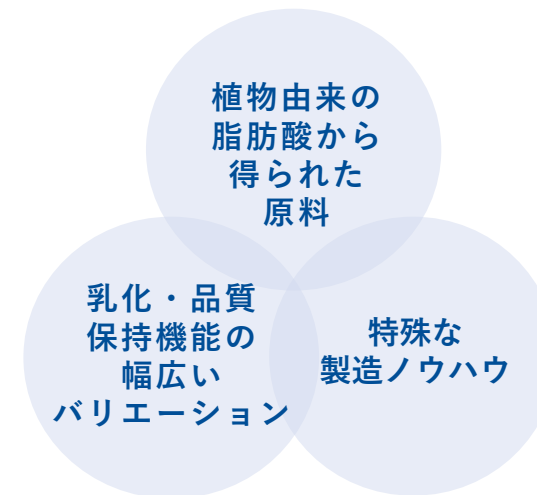 植物由来の
脂肪酸から
得られた
原料
乳化・品質
保持機能の
幅広い
バリエーション
特殊な
製造ノウハウ